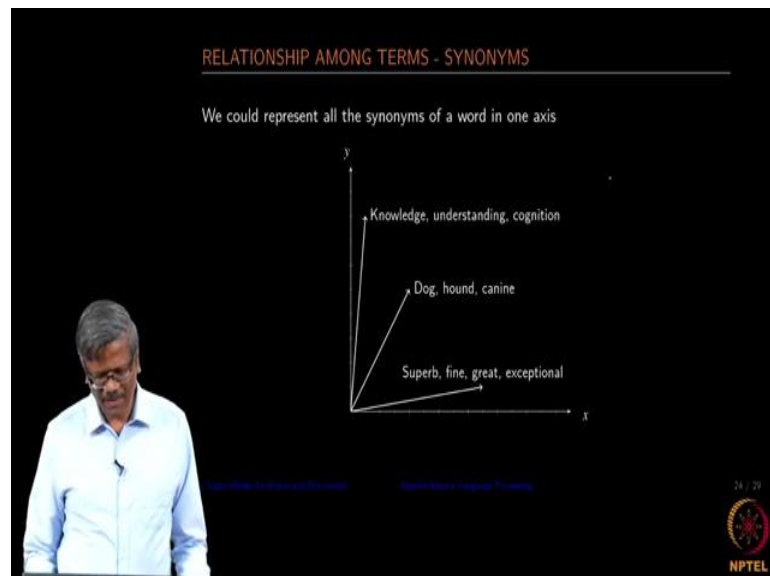 RELATIONSHIP AMONG TERMS - SYNONYMS
We could represent all the synonyms of a word in one axis
y
Knowledge, understanding, cognition
Dog, hound, canine
Superb, fine, great, exceptional
x
24 / 29
NPTEL